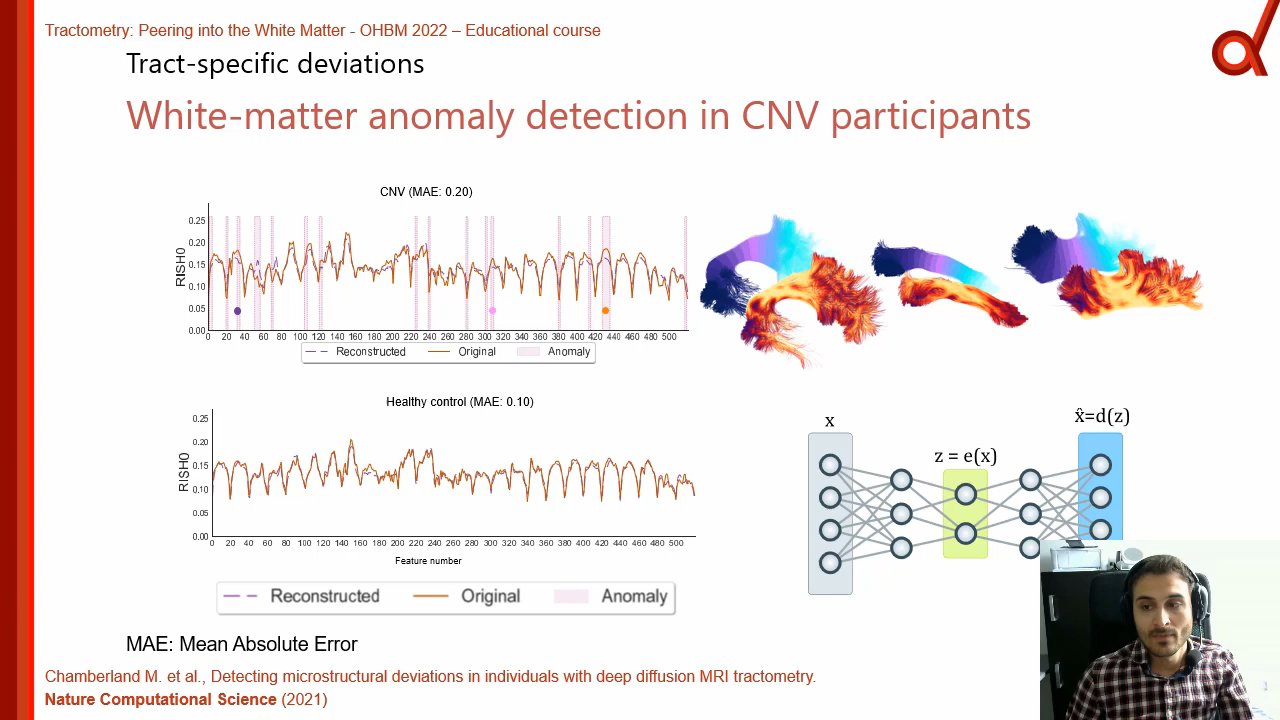 Tractometry: Peering into the White Matter - OHBM 2022 – Educational course
Tract-specific deviations
White-matter anomaly detection in CNV participants
CNV (MAE: 0.20)
0.25
0.20
0.15
0.10
0.05
0.00
RISH0
0 20 40 60 80 100 120 140 160 180 200 220 240 260 280 300 320 340 360 380 400 420 440 460 480 500
Reconstructed Original Anomaly
Healthy control (MAE: 0.10)
0.25
0.20
0.15
0.10
0.05
0.00
RISH0
0 20 40 60 80 100 120 140 160 180 200 220 240 260 280 300 320 340 360 380 400 420 440 460 480 500
Feature number
Reconstructed Original Anomaly
x
z = e(x)
x̂=d(z)
MAE: Mean Absolute Error
Chamberland M. et al., Detecting microstructural deviations in individuals with deep diffusion MRI tractometry.
Nature Computational Science (2021)